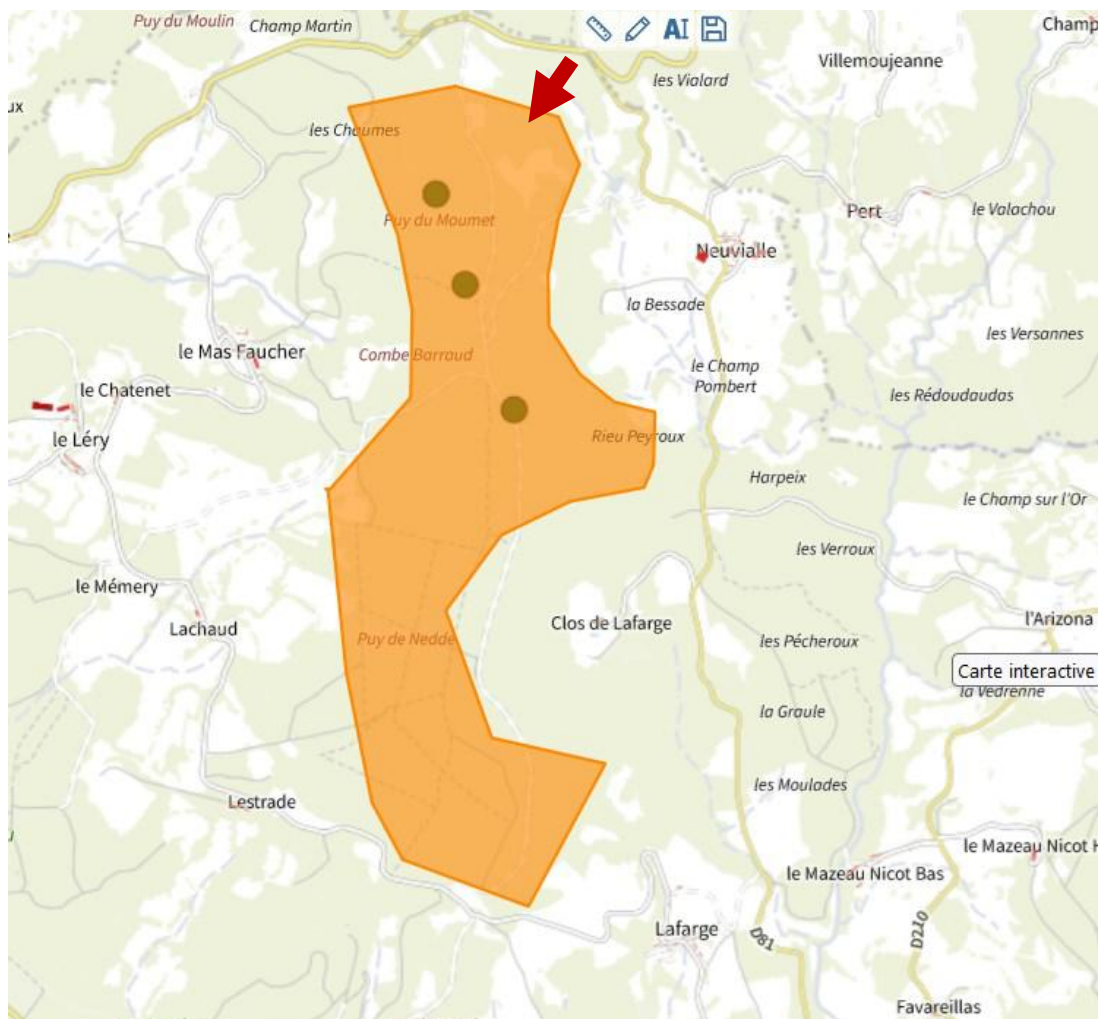 Puy du Moulin
Champ Martin
AI
Champ
les Vialard
Villemoujeanne
ux
les Chaumes
Pert
le Valachou
Puy du Moumet
Neuvialle
la Bessade
les Versannes
le Mas Faucher
Combe Barraud
le Champ
Pombert
le Chatenet
les Rédoudaudas
le Léry
Rieu Peyroux
Harpeix
le Champ sur l'Or
les Verroux
le Mémery
Lachaud
Clos de Lafarge
l'Arizona
Puy de Nedde
les Pécheroux
Carte interactive
la Vedrenne
la Graule
les Moulades
Lestrade
le Mazeau Nicot H
le Mazeau Nicot Bas
Lafarge
D81
D210
Favareillas